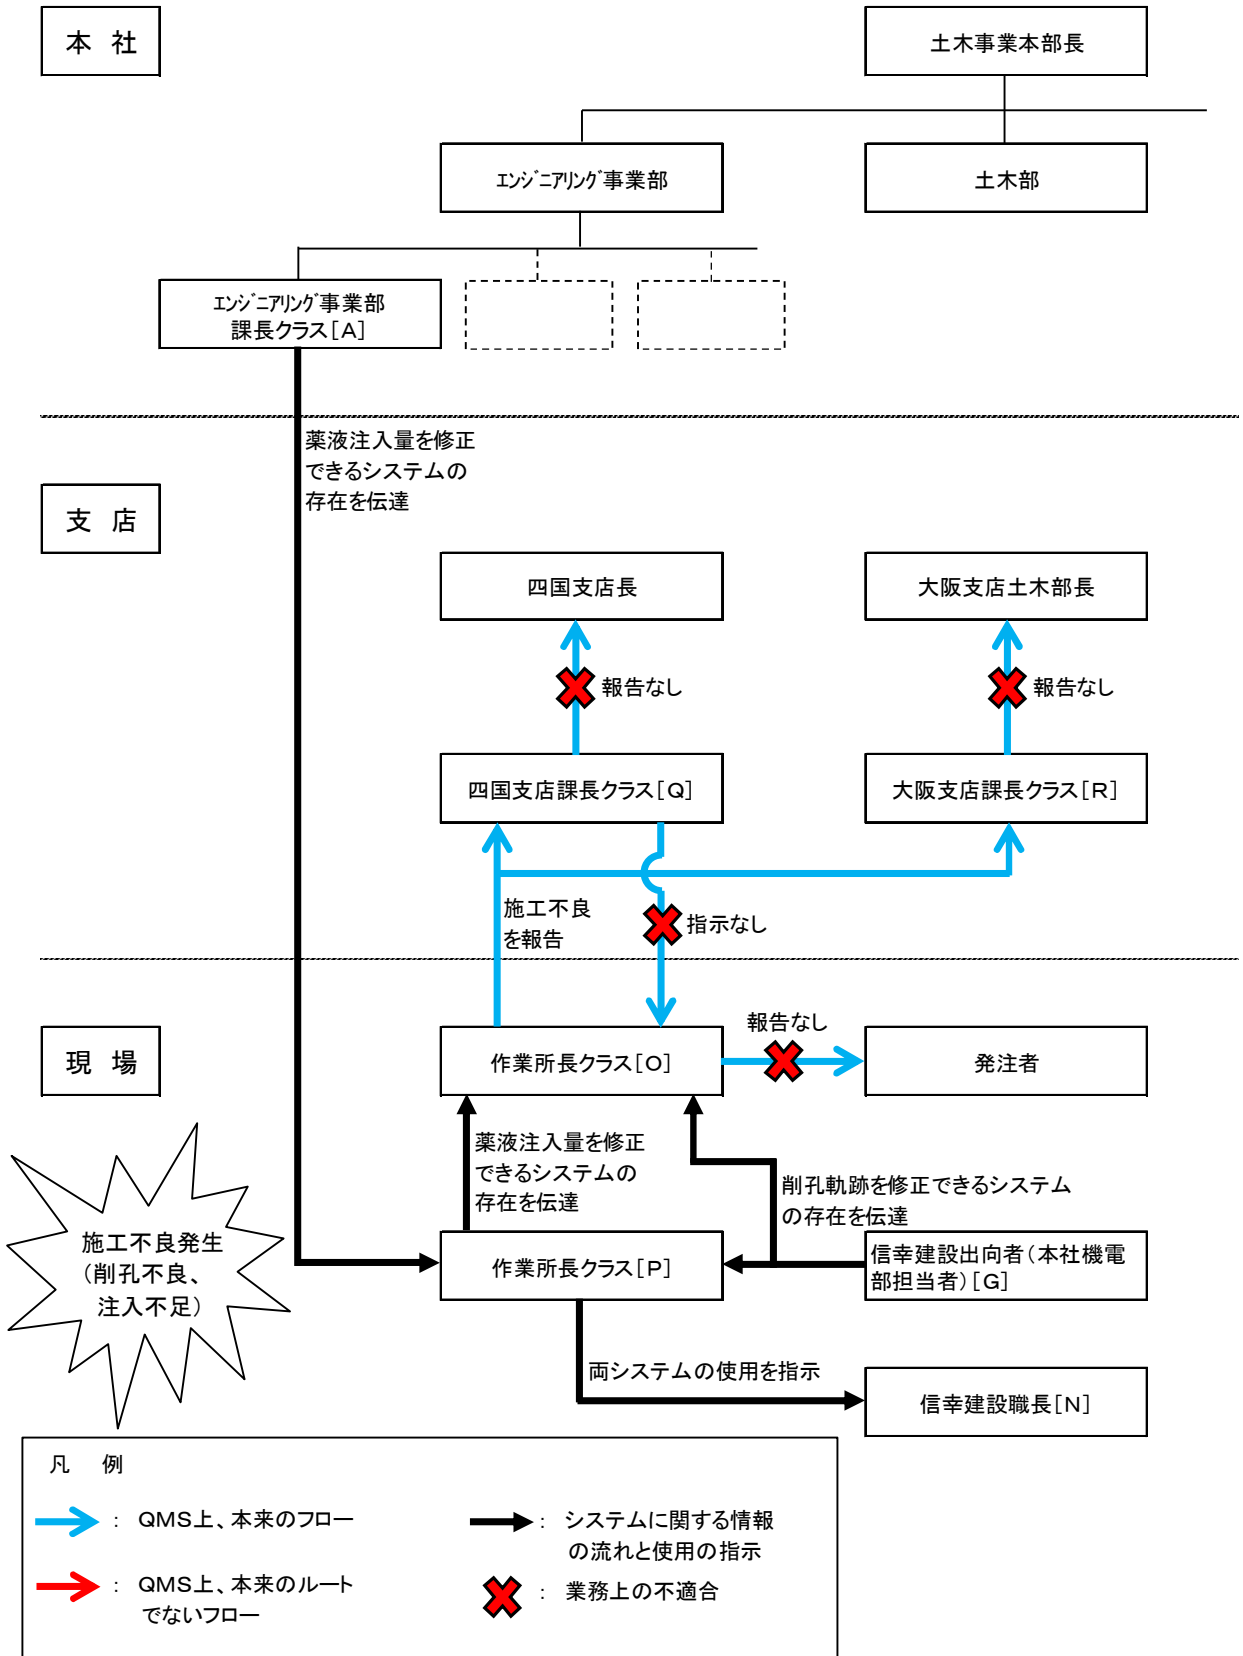 本 社
土木事業本部長
エンジニアリング事業部
土木部
エンジニアリング事業部
課長クラス[A]
薬液注入量を修正
できるシステムの
存在を伝達
支 店
四国支店長
大阪支店土木部長
報告なし
報告なし
四国支店課長クラス[Q]
大阪支店課長クラス[R]
施工不良
を報告
指示なし
現 場
報告なし
作業所長クラス[O]
発注者
薬液注入量を修正
できるシステムの
存在を伝達
削孔軌跡を修正できるシステム
の存在を伝達
施工不良発生
(削孔不良、
注入不足)
作業所長クラス[P]
信幸建設出向者(本社機電
部担当者)[G]
両システムの使用を指示
信幸建設職長[N]
凡 例
: QMS上、本来のフロー
: システムに関する情報
の流れと使用の指示
: QMS上、本来のルート
でないフロー
: 業務上の不適合